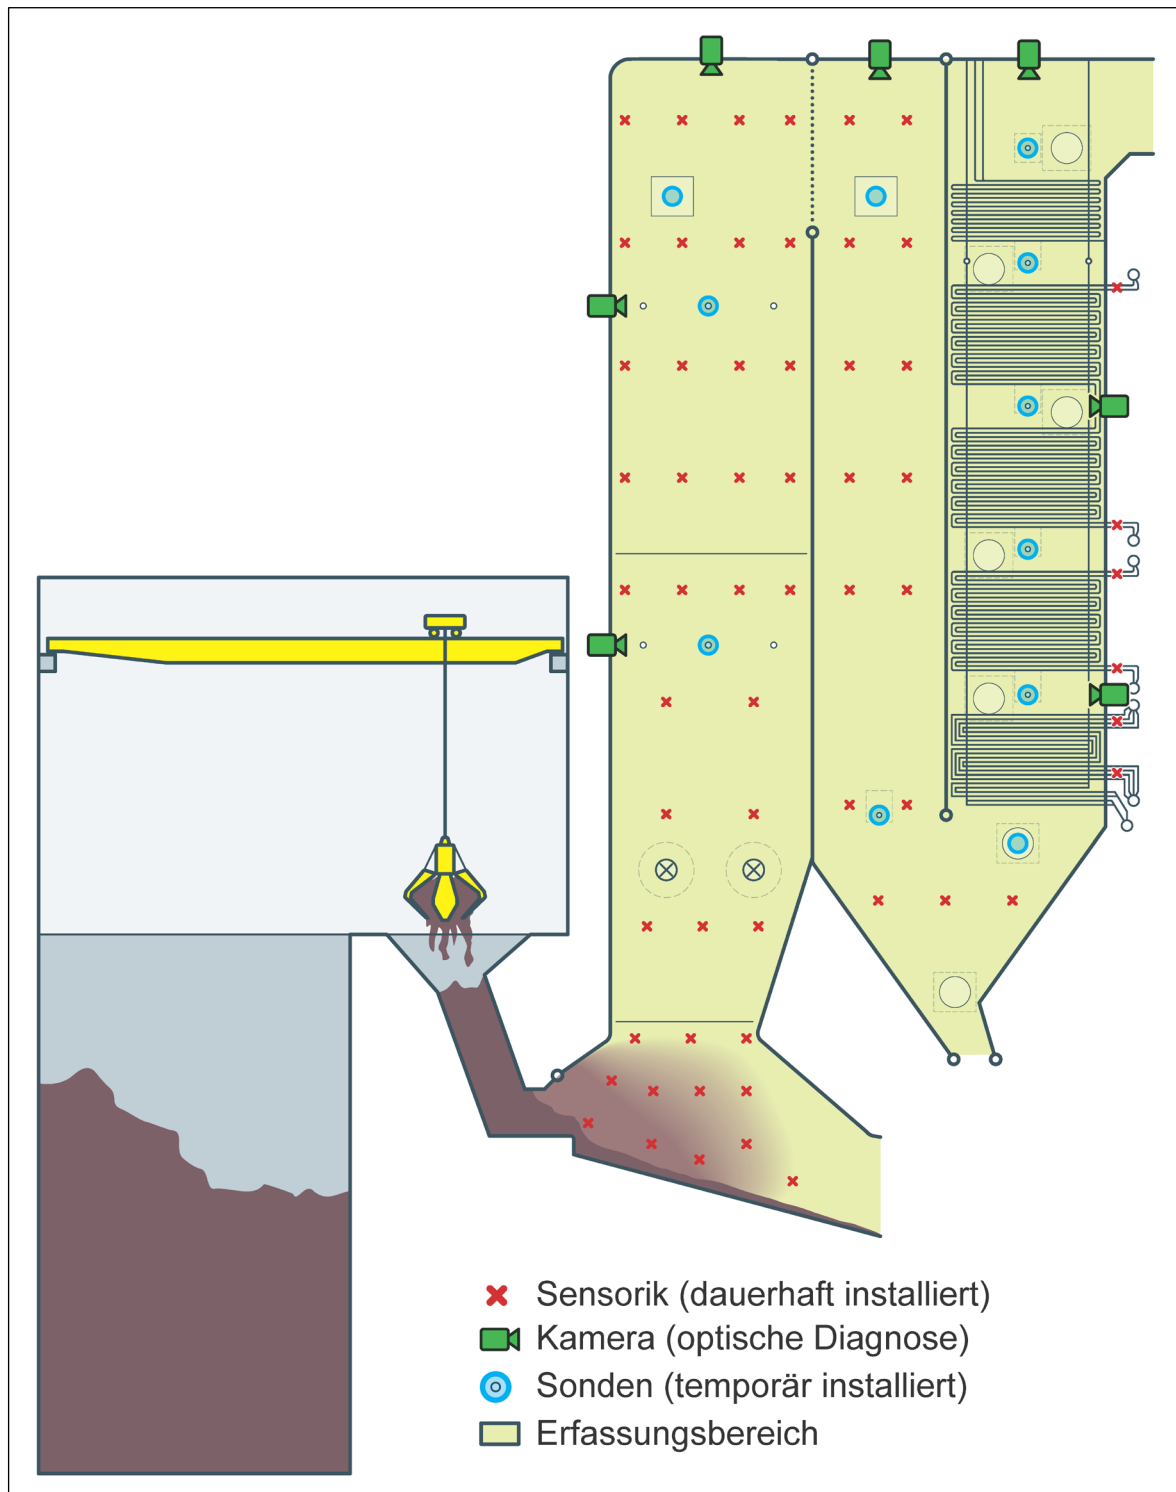 Sensorik (dauerhaft installiert)
Kamera (optische Diagnose)
Sonden (temporär installiert)
Erfassungsbereich